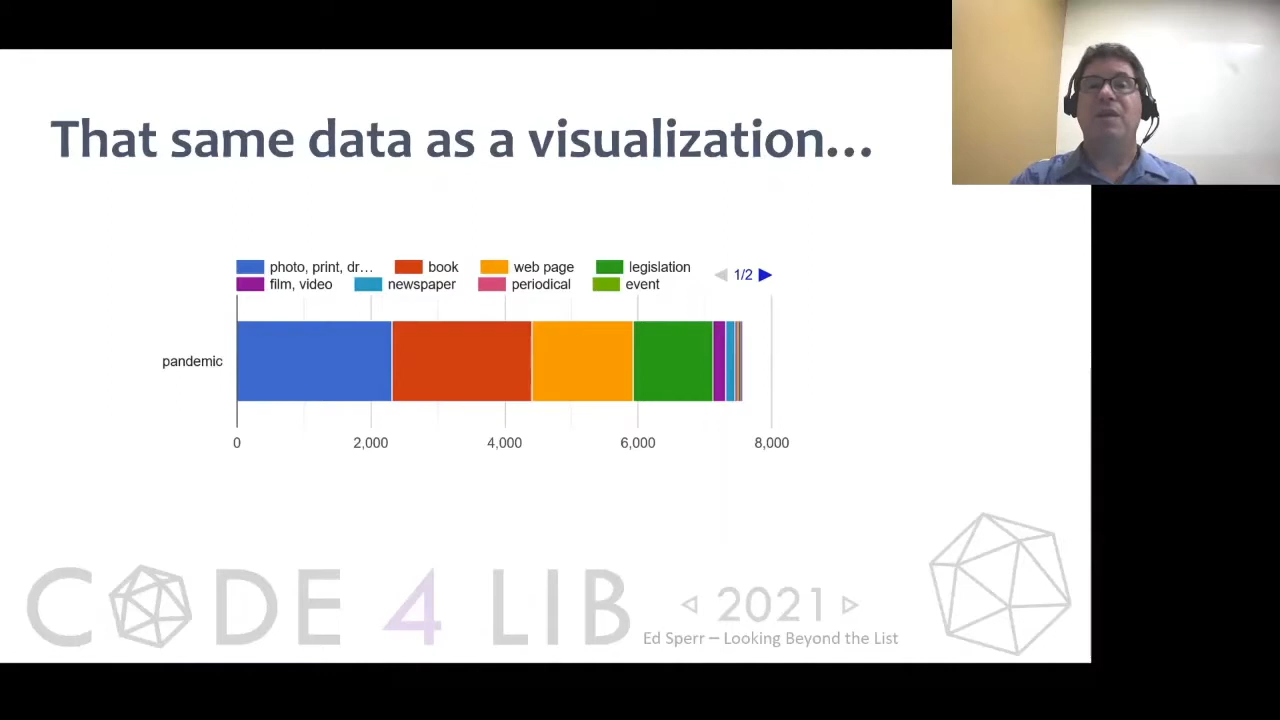 That same data as a visualization...
photo, print, dr... book web page legislation 1/2
film, video newspaper periodical event
pandemic
0 2,000 4,000 6,000 8,000
CODE 4 LIB 2021
Ed Sperr – Looking Beyond the List